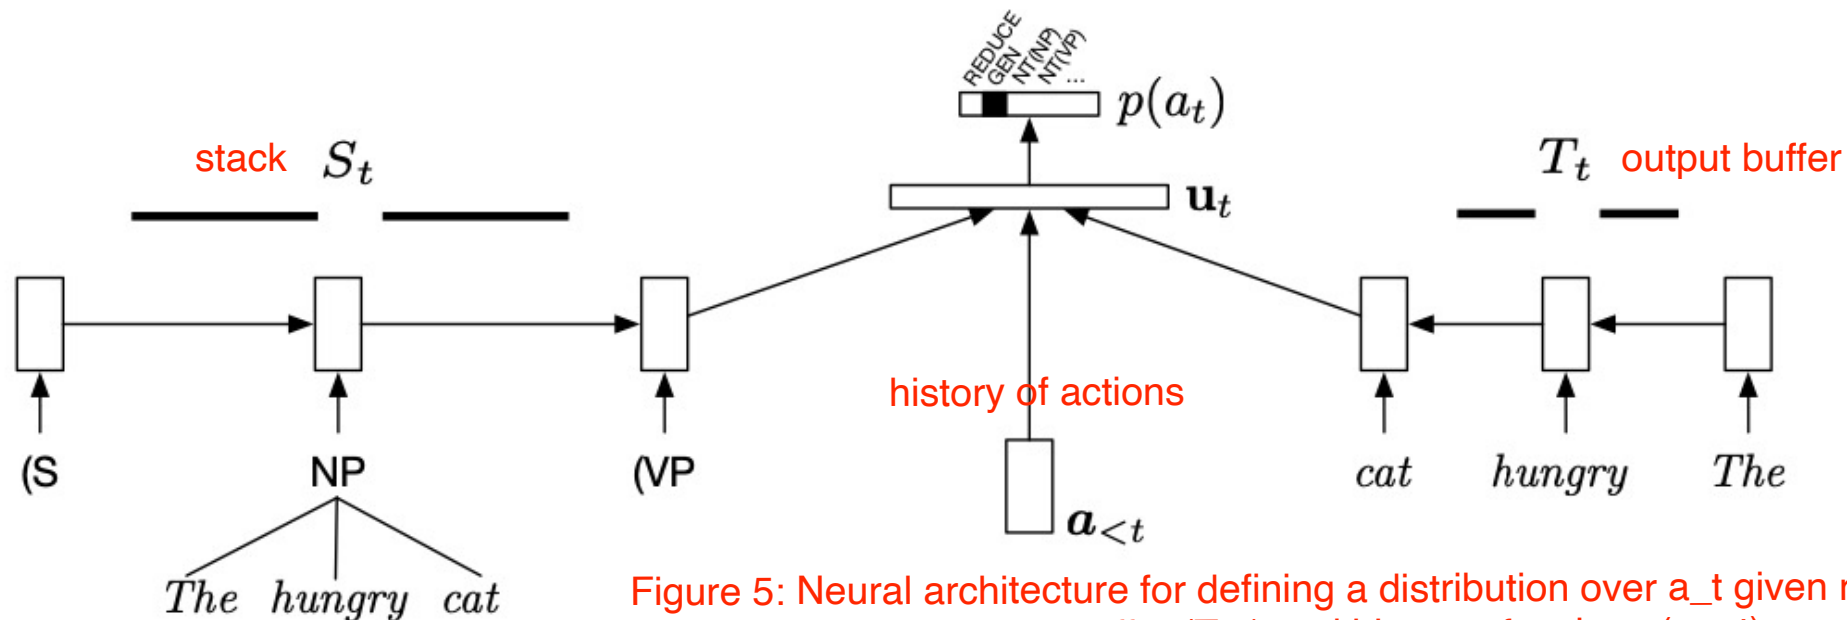 REDUCE
GEN
NT(NP)
NT(VP)
...
p(a_t)
stack S_t
T_t output buffer
u_t
history of actions
(S
NP
(VP
cat hungry The
a_{<t}
The hungry cat
Figure 5: Neural architecture for defining a distribution over a_t given